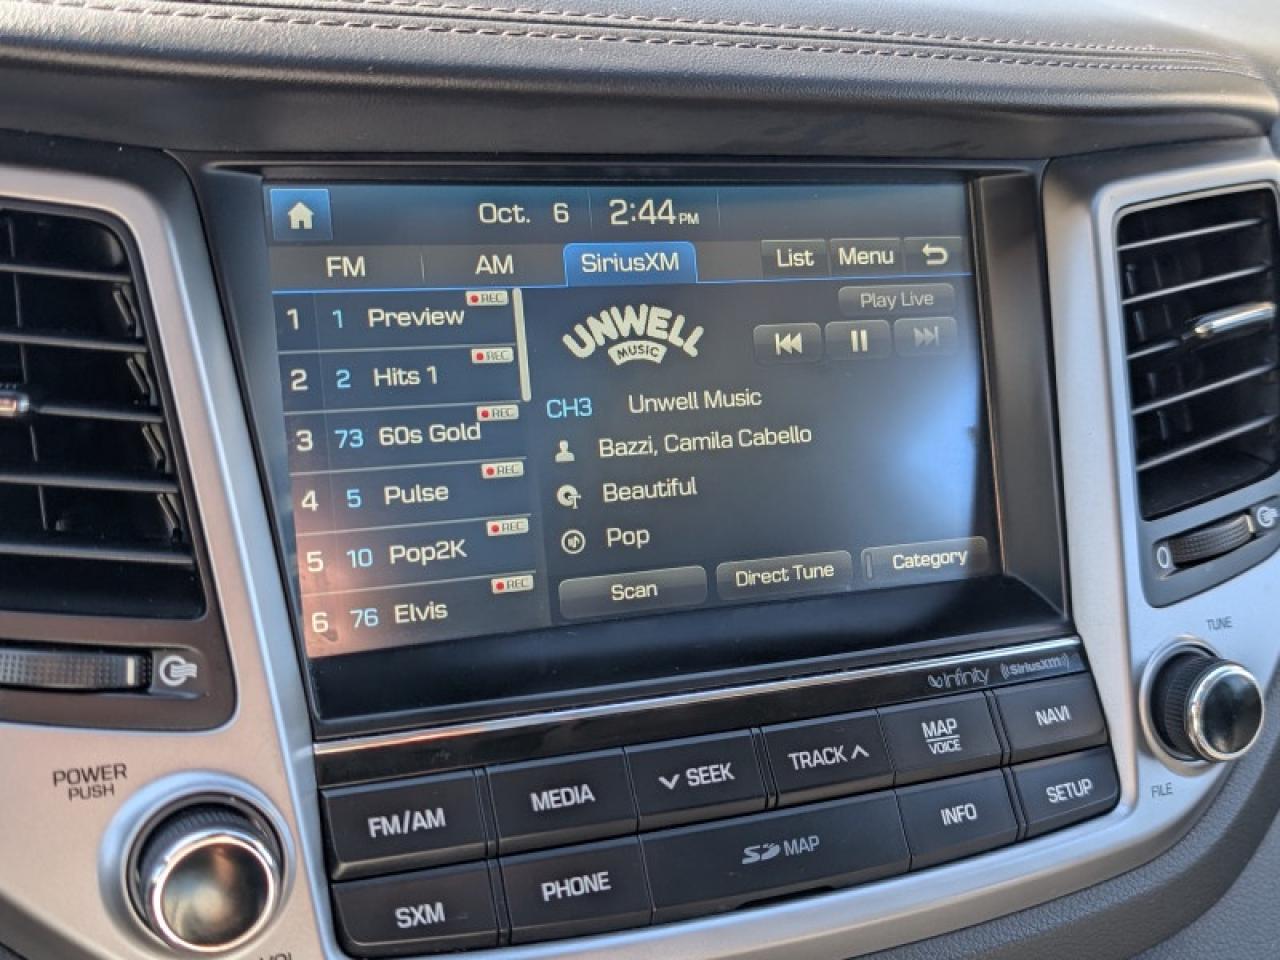 Oct. 6 2:44 PM
FM AM SiriusXM List Menu
1 1 Preview REC
2 2 Hits 1 REC
3 73 60s Gold REC
4 5 Pulse REC
5 10 Pop2K REC
6 76 Elvis REC
UNWELL
MUSIC
Play Live
CH3 Unwell Music
Bazzi, Camila Cabello
Beautiful
Pop
Scan Direct Tune Category
Infinity SiriusXM
POWER
PUSH
VOL
FM/AM MEDIA SEEK TRACK MAP
VOICE
NAVI
SXM PHONE SD MAP INFO SETUP
0
TUNE
FILE